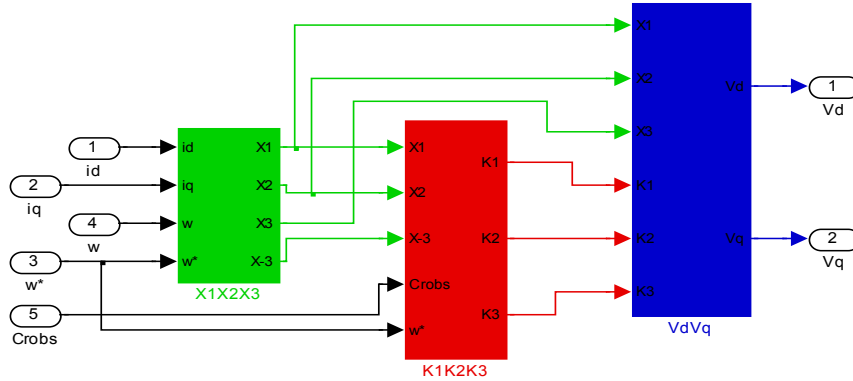 1
id
2
iq
4
w
3
w*
5
Crobs
id
iq
w
w*
X1
X2
X3
X-3
X1X2X3
X1
X2
X-3
Crobs
w*
K1
K2
K3
K1K2K3
X1
X2
X3
K1
K2
K3
Vd
Vq
VdVq
1
Vd
2
Vq